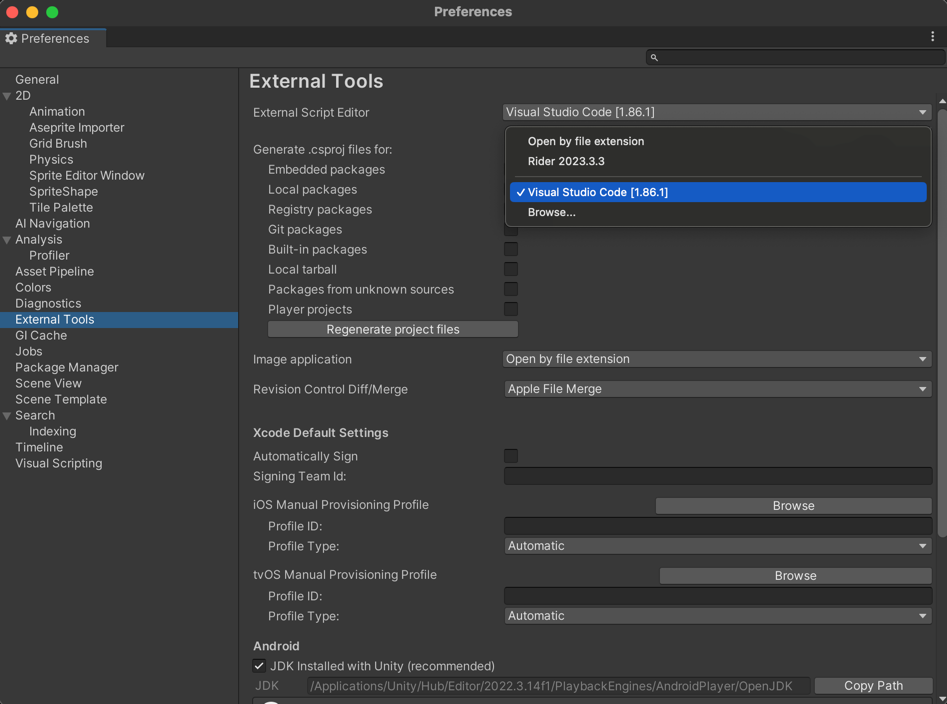 Preferences
Preferences
General
2D
Animation
Aseprite Importer
Grid Brush
Physics
Sprite Editor Window
SpriteShape
Tile Palette
AI Navigation
Analysis
Profiler
Asset Pipeline
Colors
Diagnostics
External Tools
GI Cache
Jobs
Package Manager
Scene View
Scene Template
Search
Indexing
Timeline
Visual Scripting
External Tools
External Script Editor Visual Studio Code [1.86.1]
Open by file extension
Rider 2023.3.3
Visual Studio Code [1.86.1]
Browse...
Generate .csproj files for:
Embedded packages
Local packages
Registry packages
Git packages
Built-in packages
Local tarball
Packages from unknown sources
Player projects
Regenerate project files
Image application Open by file extension
Revision Control Diff/Merge Apple File Merge
Xcode Default Settings
Automatically Sign
Signing Team Id:
iOS Manual Provisioning Profile Browse
Profile ID:
Profile Type: Automatic
tvOS Manual Provisioning Profile Browse
Profile ID:
Profile Type: Automatic
Android
JDK Installed with Unity (recommended)
JDK /Applications/Unity/Hub/Editor/2022.3.14f1/PlaybackEngines/AndroidPlayer/OpenJDK Copy Path